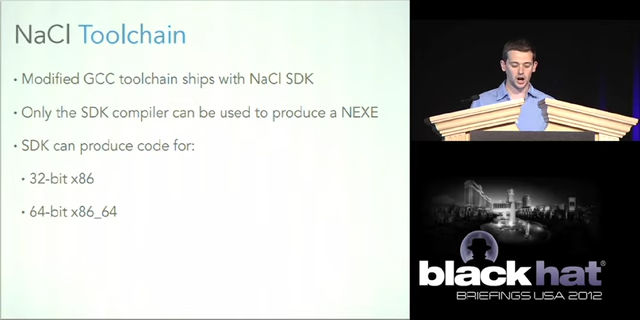 NaCl Toolchain
• Modified GCC toolchain ships with NaCl SDK
• Only the SDK compiler can be used to produce a NEXE
• SDK can produce code for:
• 32-bit x86
• 64-bit x86_64
black hat®
BRIEFINGS USA 2012